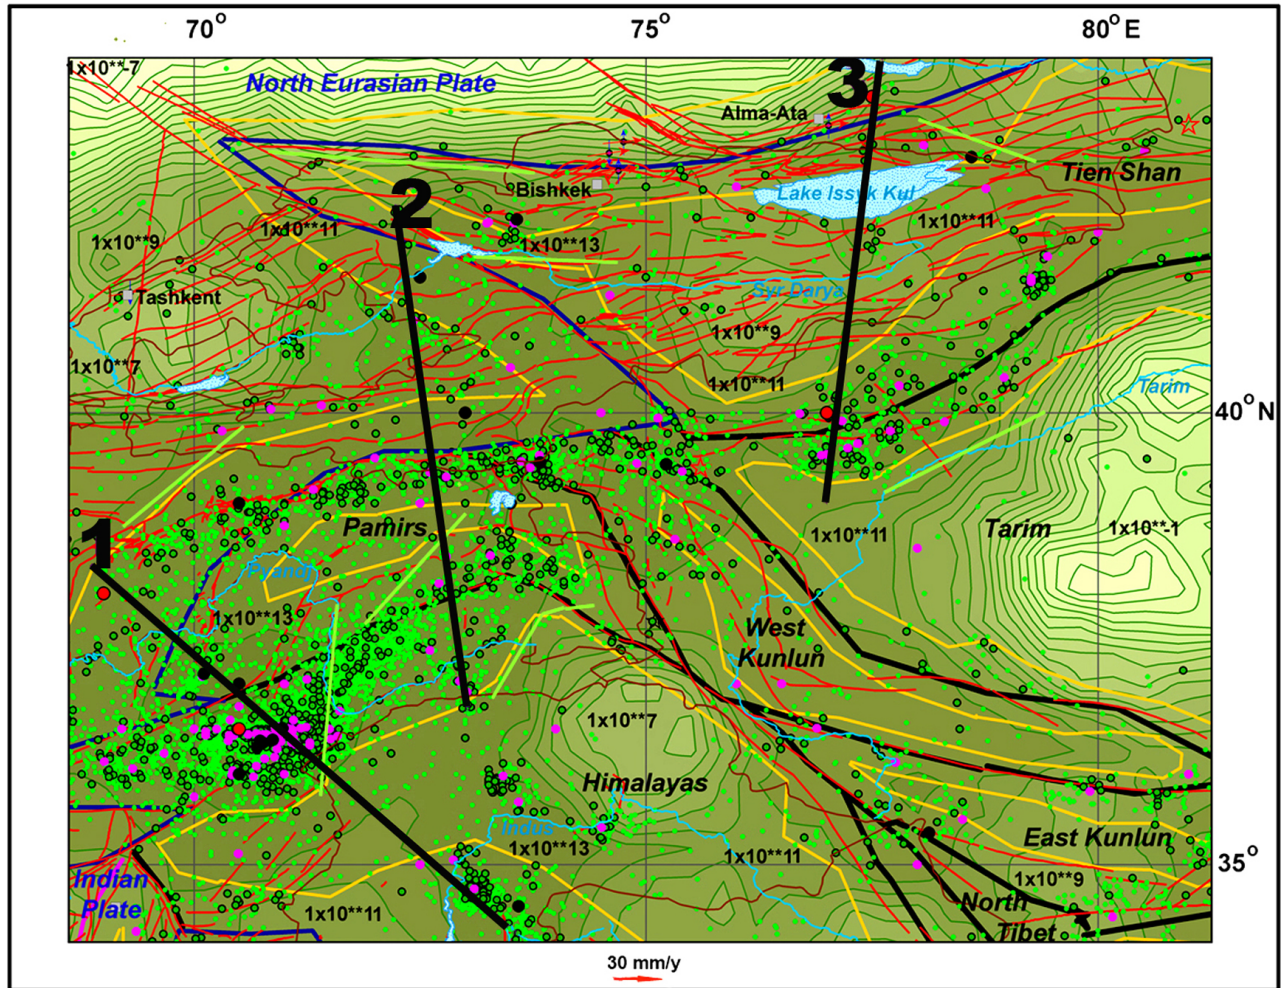 70°
75°
80°E
1x10**-7
North Eurasian Plate
3
Alma-Ata
Tien Shan
Bishkek
Lake Issyk Kul
2
1x10**11
1x10**11
1x10**9
1x10**13
Tashkent
Syr Darya
1x10**9
1x10**7
1x10**11
Tarim
40°N
1
Pamirs
1x10**11
Tarim
1x10**-1
Pyandj
1x10**13
West
Kunlun
1x10**7
Himalayas
Indus
1x10**13
1x10**11
East Kunlun
35°
Indian
Plate
1x10**9
1x10**11
North
Tibet
30 mm/y